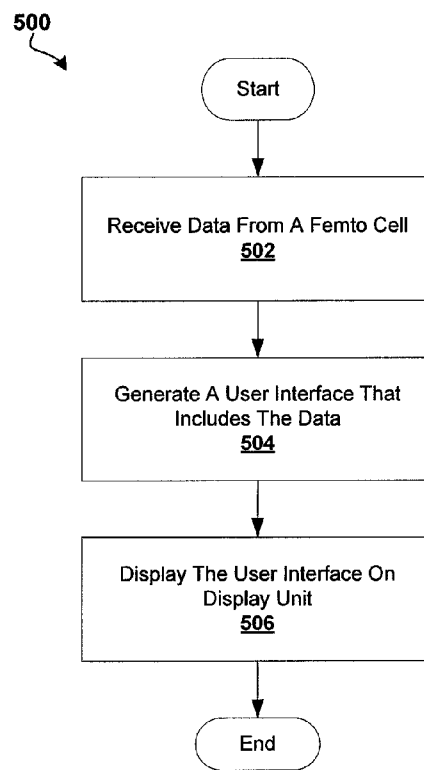 500
Start
Receive Data From A Femto Cell
502
Generate A User Interface That
Includes The Data
504
Display The User Interface On
Display Unit
506
End